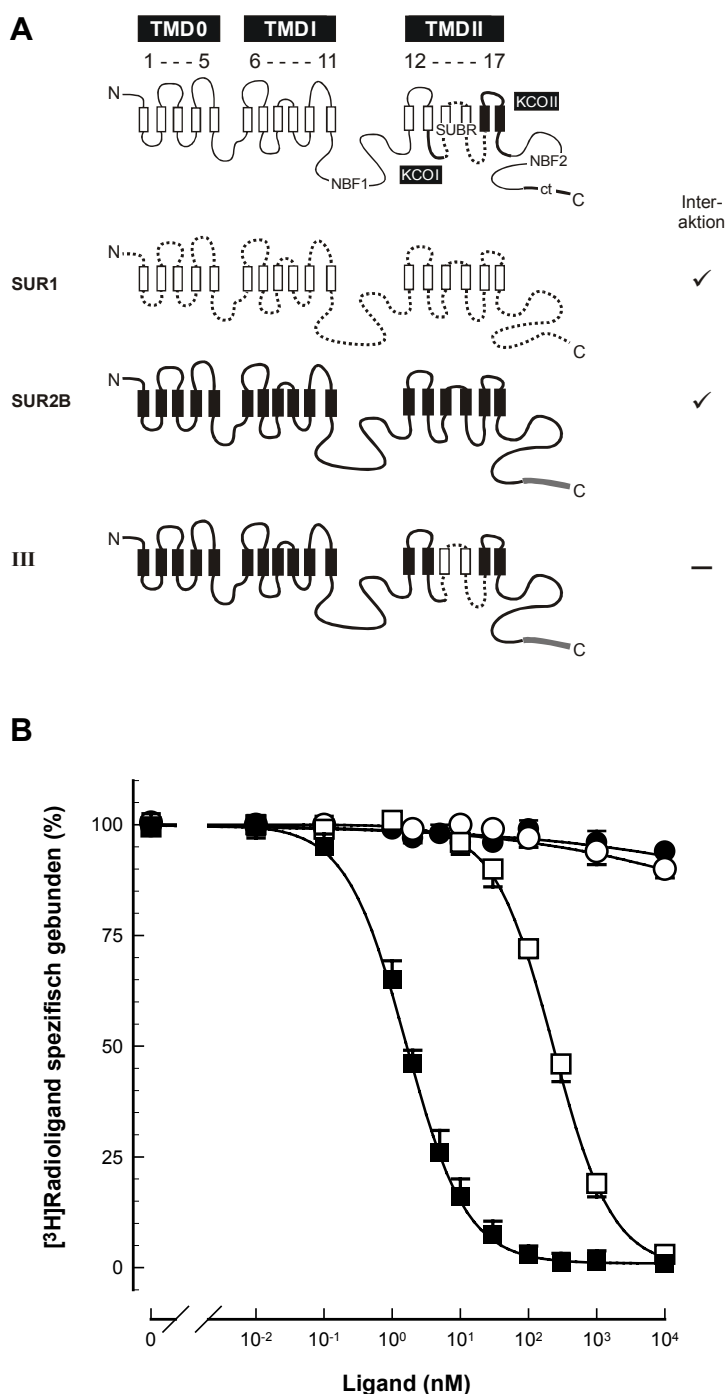 A
TMD0 TMDI TMDII
1 - - - 5 6 - - - - 11 12 - - - - 17
N
KCOII
SUBR
KCOI
NBF1
NBF2
ct
C
Inter-
aktion
N
SUR1
✓
C
N
SUR2B
✓
C
N
III
–
C
B
[³H]Radioligand spezifisch gebunden (%)
100
75
50
25
0
0 10⁻² 10⁻¹ 10⁰ 10¹ 10² 10³ 10⁴
Ligand (nM)